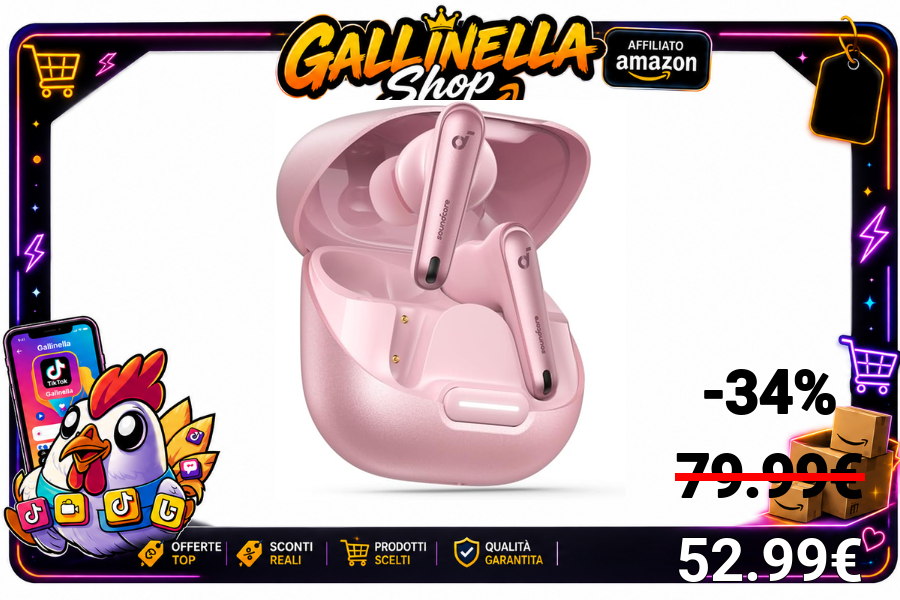 GALLINELLA
Shop
AFFILIATO
amazon
soundcore
soundcore
Gallinella
TikTok
Gallinella
-34%
79.99€
52.99€
OFFERTE
TOP
SCONTI
REALI
PRODOTTI
SCELTI
QUALITÀ
GARANTITA